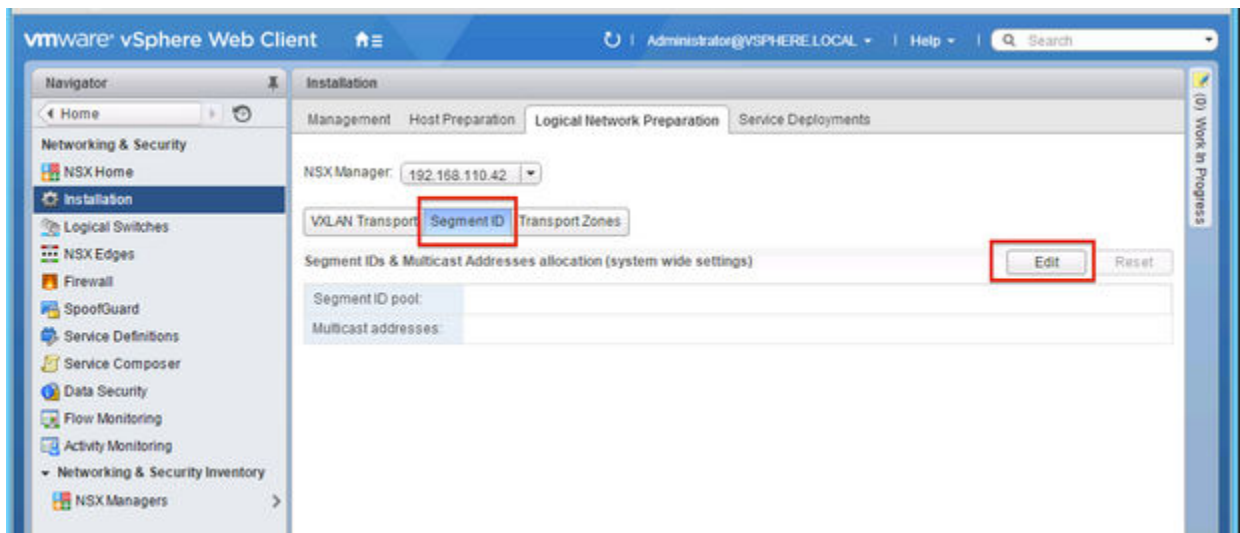 vmware® vSphere Web Client
Administrator@VSPHERE.LOCAL
Help
Search
Navigator
Home
Networking & Security
NSX Home
Installation
Logical Switches
NSX Edges
Firewall
SpoofGuard
Service Definitions
Service Composer
Data Security
Flow Monitoring
Activity Monitoring
Networking & Security Inventory
NSX Managers
Installation
Management Host Preparation Logical Network Preparation Service Deployments
NSX Manager: 192.168.110.42
VXLAN Transport Segment ID Transport Zones
Segment IDs & Multicast Addresses allocation (system wide settings)
Edit Reset
Segment ID pool:
Multicast addresses:
(0) Work In Progress